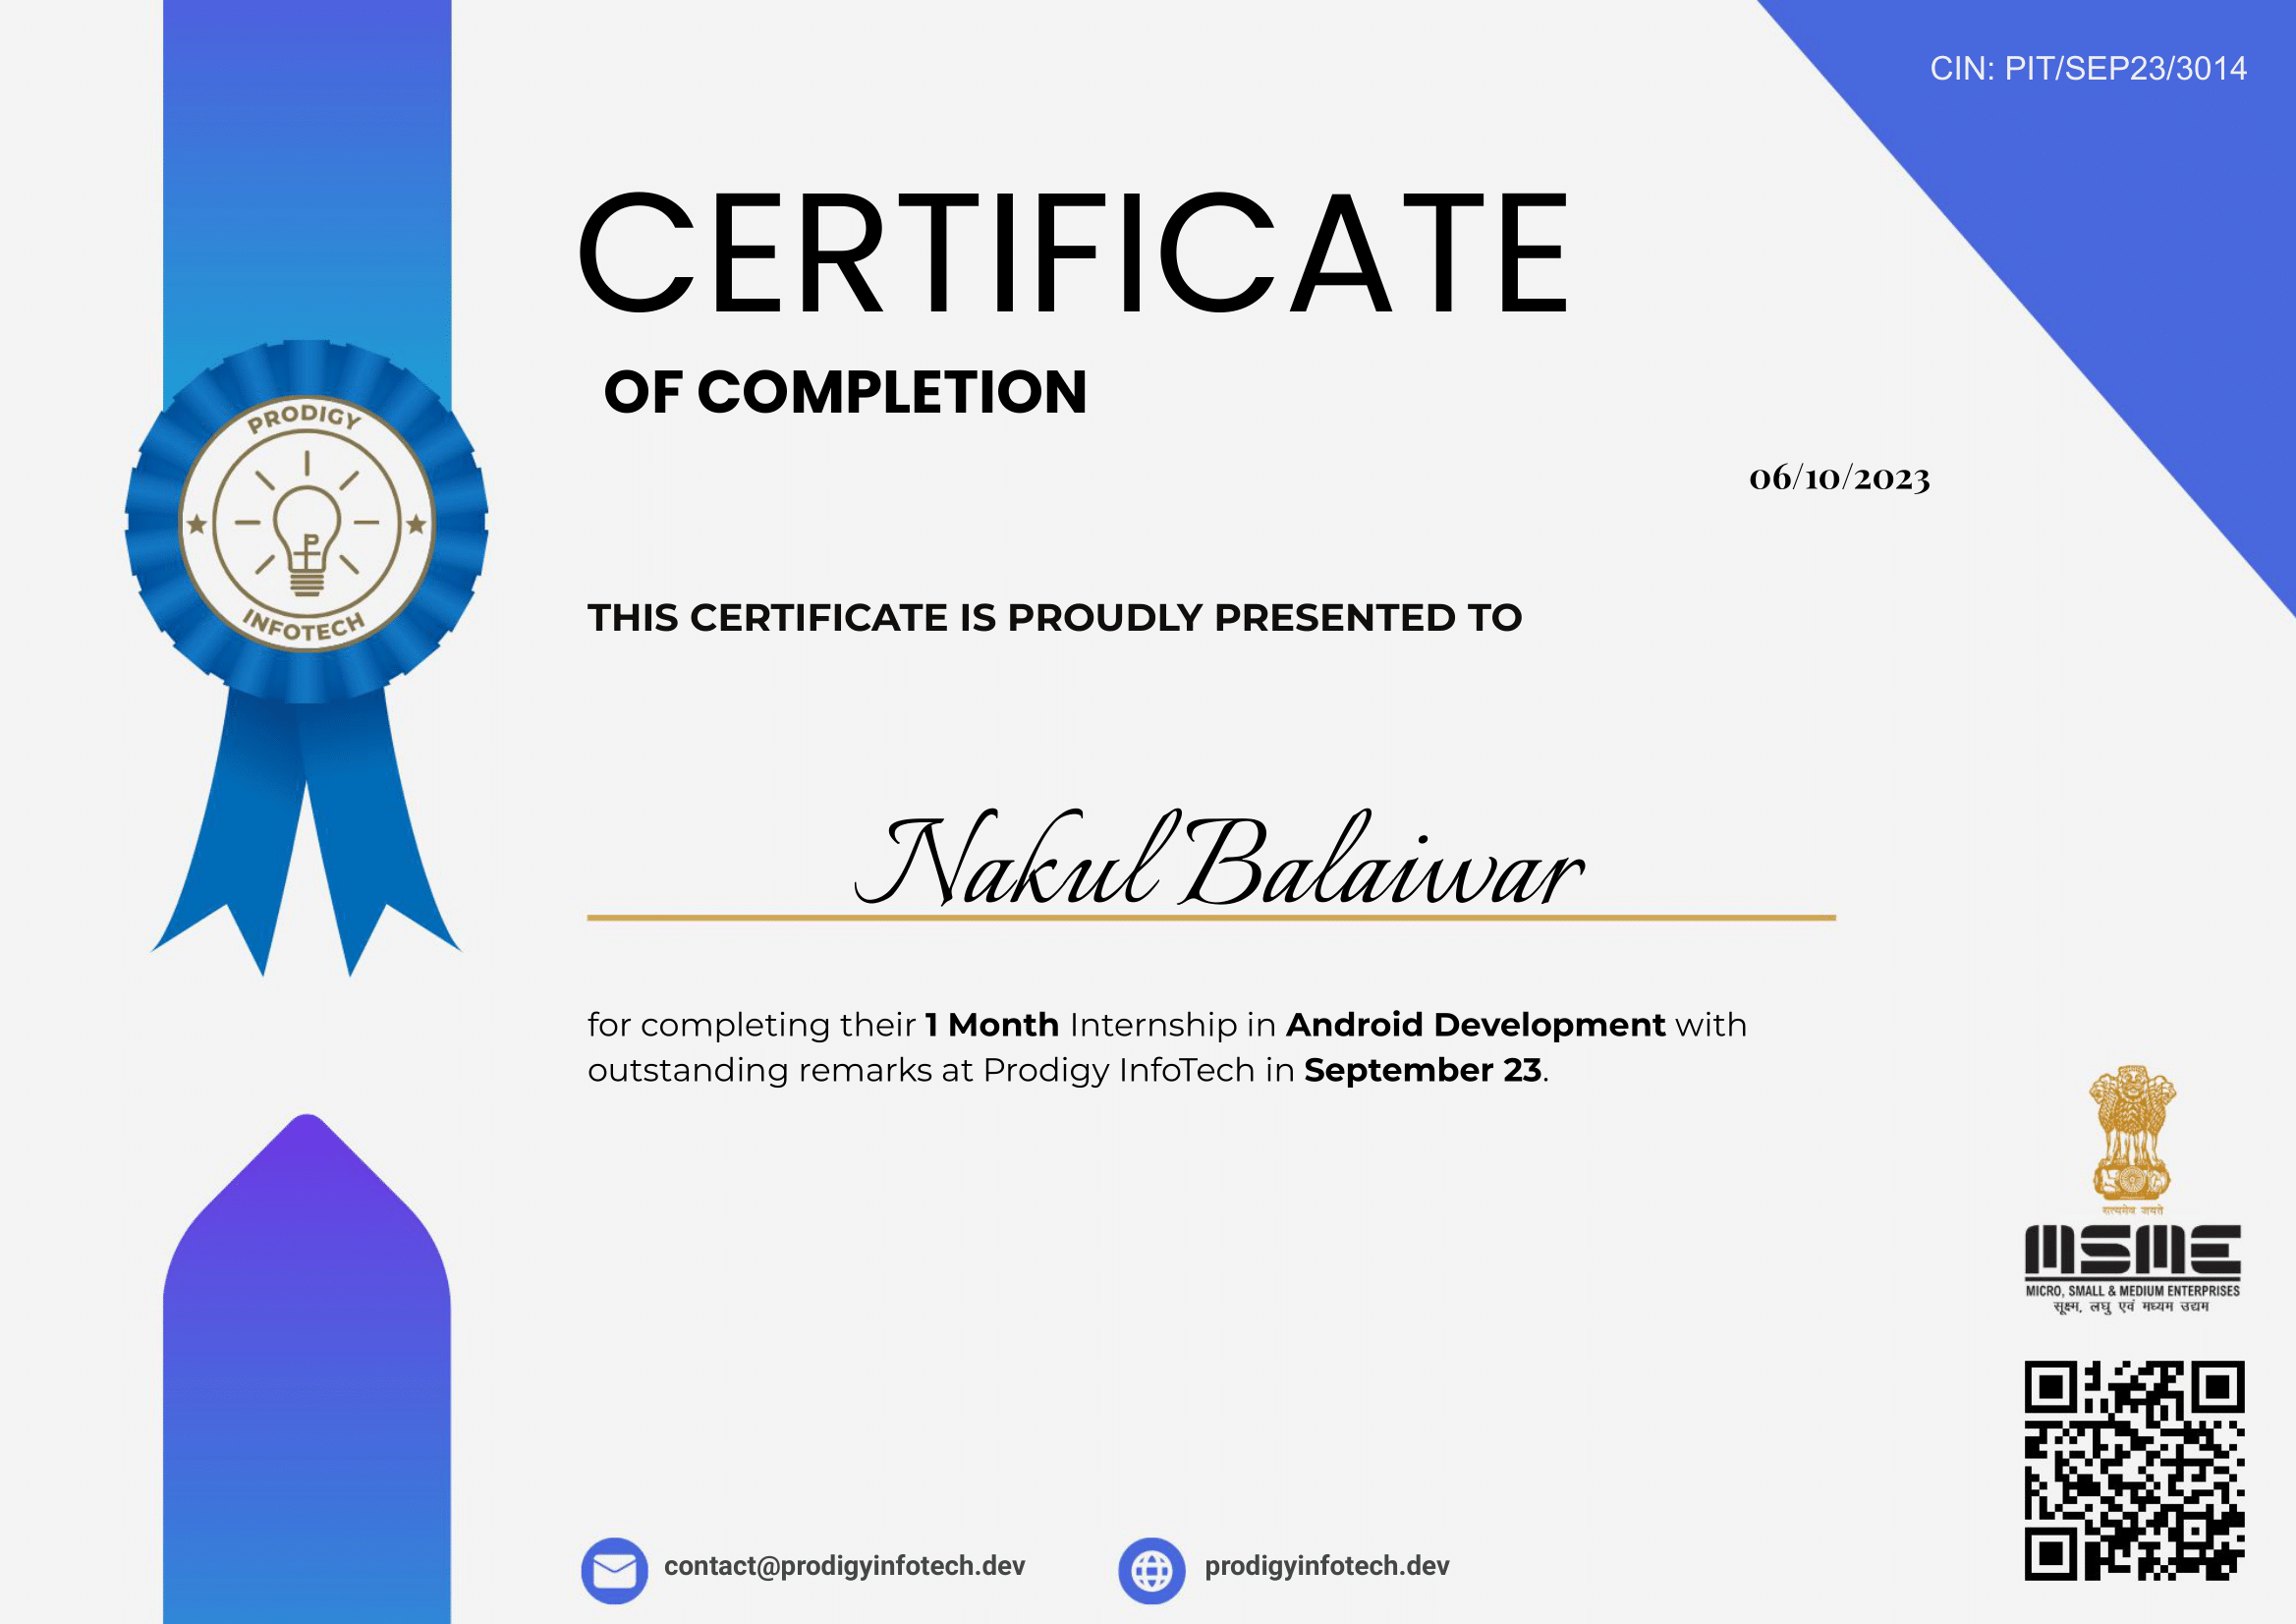 CIN: PIT/SEP23/3014
CERTIFICATE
OF COMPLETION
PRODIGY
INFOTECH
06/10/2023
THIS CERTIFICATE IS PROUDLY PRESENTED TO
Nakul Balaiwar
for completing their 1 Month Internship in Android Development with
outstanding remarks at Prodigy InfoTech in September 23.
सत्यमेव जयते
MSME
MICRO, SMALL & MEDIUM ENTERPRISES
सूक्ष्म, लघु एवं मध्यम उद्यम
contact@prodigyinfotech.dev
prodigyinfotech.dev